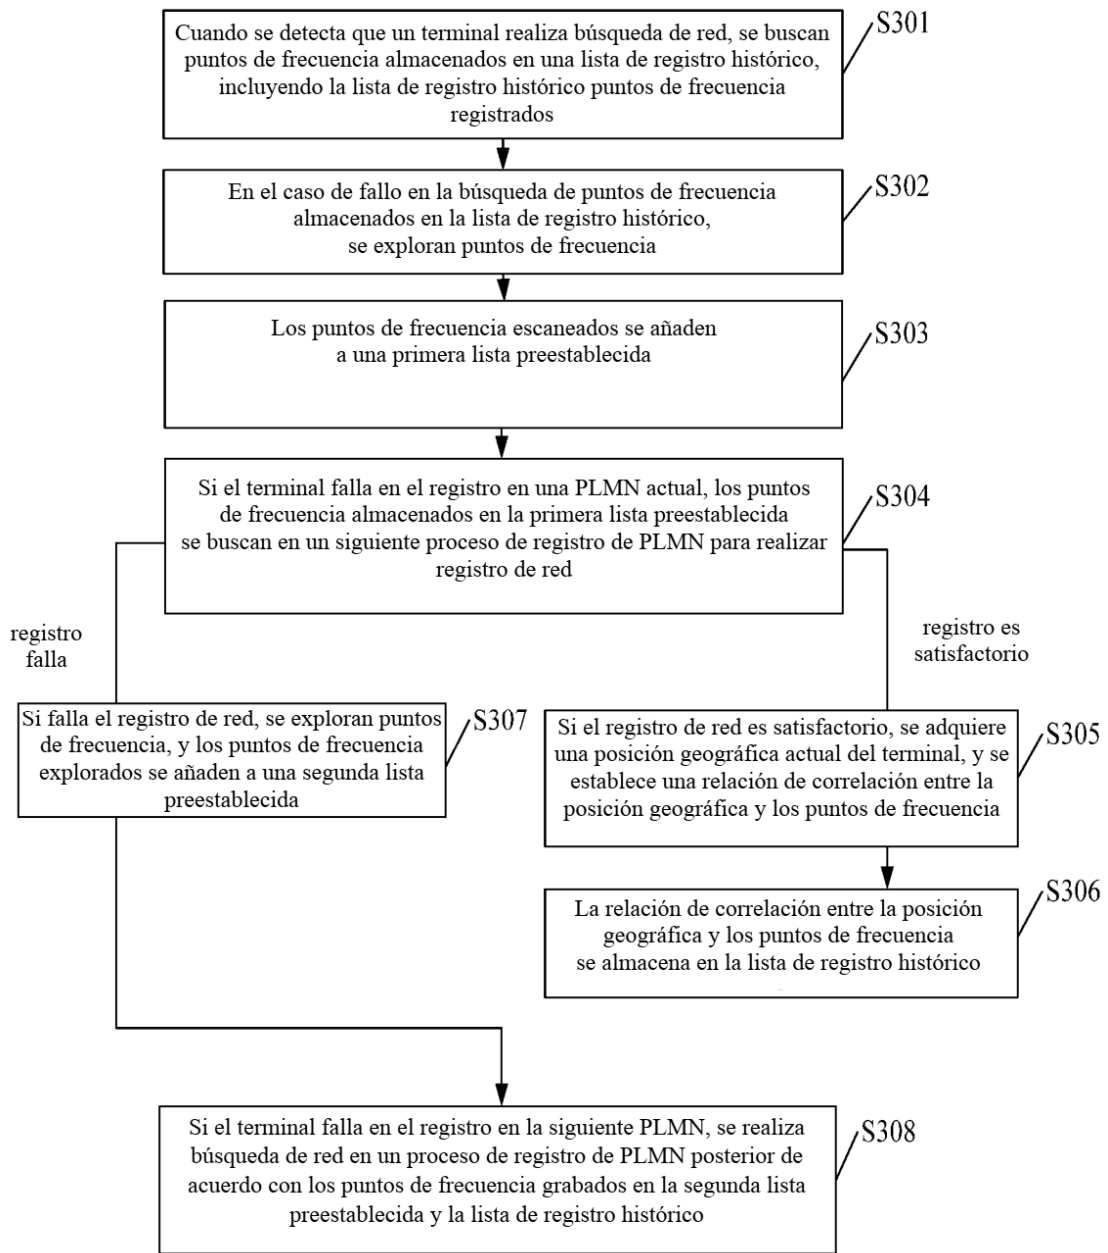 Cuando se detecta que un terminal realiza búsqueda de red, se buscan
puntos de frecuencia almacenados en una lista de registro histórico,
incluyendo la lista de registro histórico puntos de frecuencia
registrados
S301
En el caso de fallo en la búsqueda de puntos de frecuencia
almacenados en la lista de registro histórico,
se exploran puntos de frecuencia
S302
Los puntos de frecuencia escaneados se añaden
a una primera lista preestablecida
S303
Si el terminal falla en el registro en una PLMN actual, los puntos
de frecuencia almacenados en la primera lista preestablecida
se buscan en un siguiente proceso de registro de PLMN para realizar
registro de red
S304
registro
falla
registro es
satisfactorio
Si falla el registro de red, se exploran puntos
de frecuencia, y los puntos de frecuencia
explorados se añaden a una segunda lista
preestablecida
S307
Si el registro de red es satisfactorio, se adquiere
una posición geográfica actual del terminal, y se
establece una relación de correlación entre la
posición geográfica y los puntos de frecuencia
S305
La relación de correlación entre la posición
geográfica y los puntos de frecuencia
se almacena en la lista de registro histórico
S306
Si el terminal falla en el registro en la siguiente PLMN, se realiza
búsqueda de red en un proceso de registro de PLMN posterior de
acuerdo con los puntos de frecuencia grabados en la segunda lista
preestablecida y la lista de registro histórico
S308